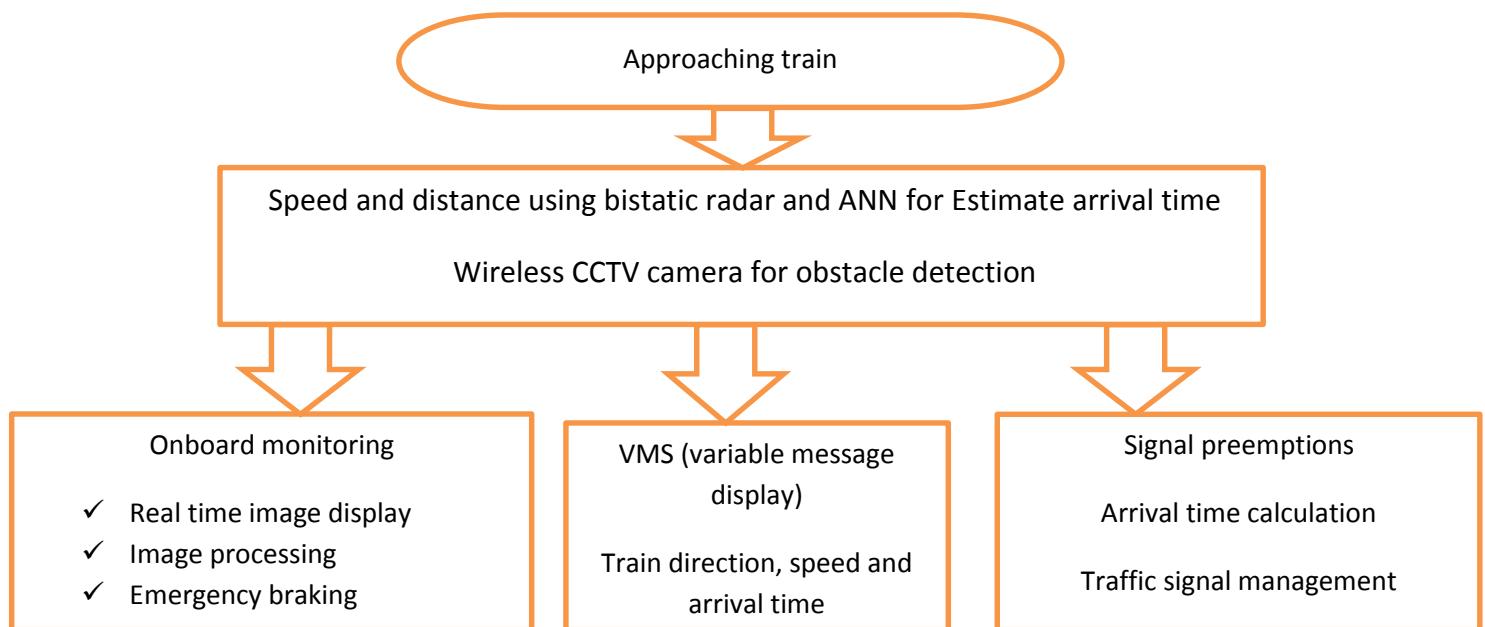 Approaching train
Speed and distance using bistatic radar and ANN for Estimate arrival time
Wireless CCTV camera for obstacle detection
Onboard monitoring
✓ Real time image display
✓ Image processing
✓ Emergency braking
VMS (variable message
display)
Train direction, speed and
arrival time
Signal preemptions
Arrival time calculation
Traffic signal management